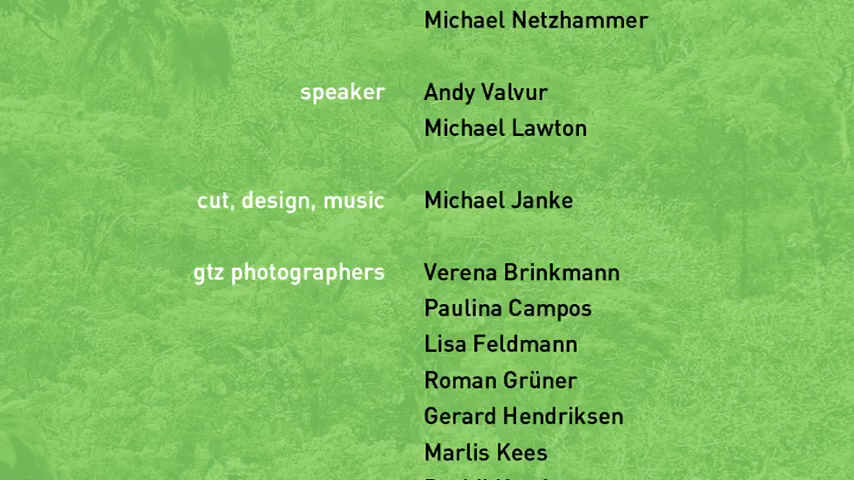 Michael Netzhammer
speaker Andy Valvur
Michael Lawton
cut, design, music Michael Janke
gtz photographers Verena Brinkmann
Paulina Campos
Lisa Feldmann
Roman Grüner
Gerard Hendriksen
Marlis Kees